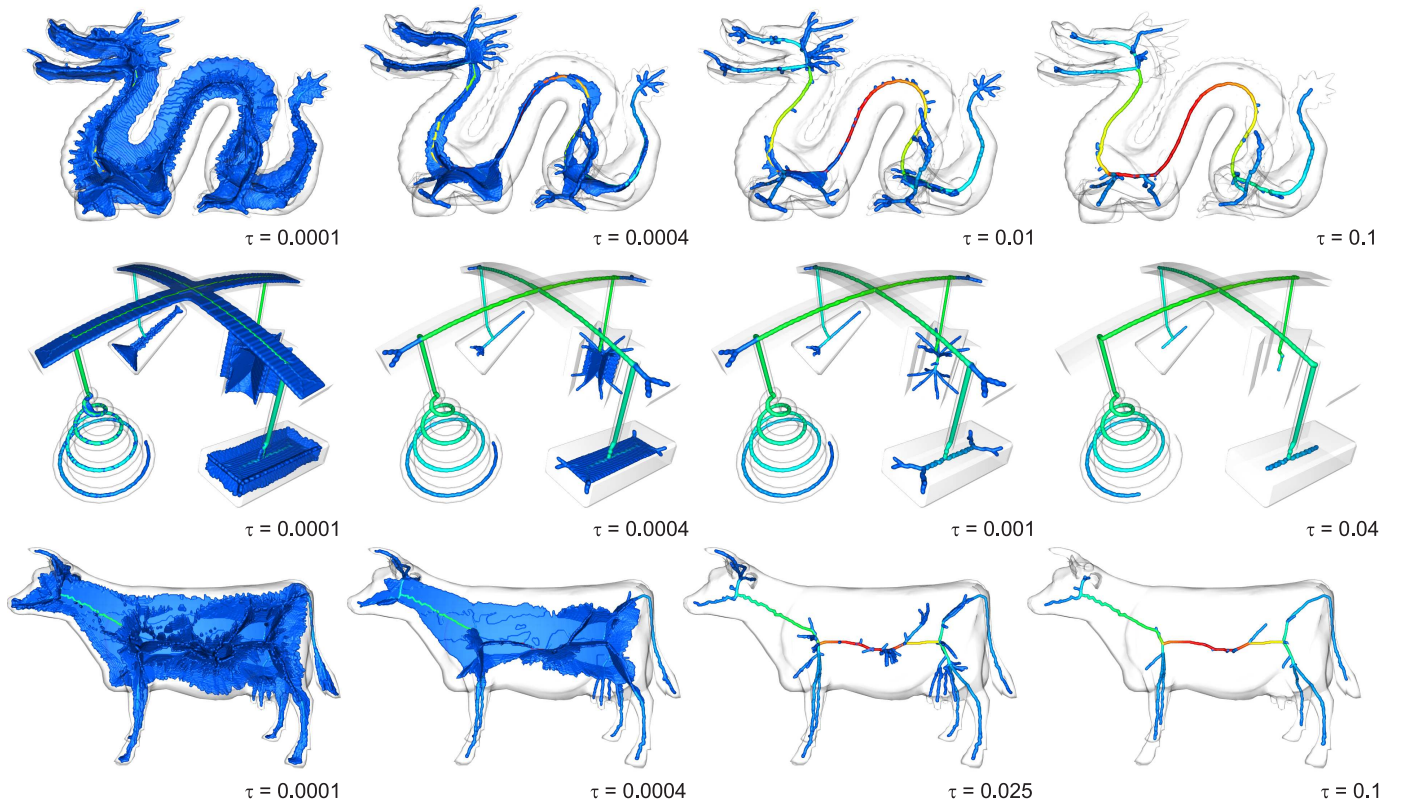 τ = 0.0001
τ = 0.0004
τ = 0.01
τ = 0.1
τ = 0.0001
τ = 0.0004
τ = 0.001
τ = 0.04
τ = 0.0001
τ = 0.0004
τ = 0.025
τ = 0.1